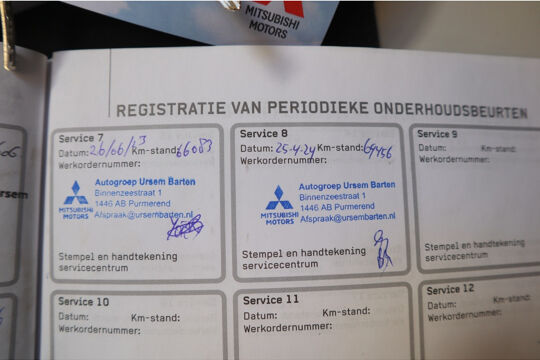 MITSUBISHI
MOTORS
REGISTRATIE VAN PERIODIEKE ONDERHOUDSBEURTEN
Service 7
Datum: 26/06/23 Km-stand: 66083
Werkordernummer:
Autogroep Ursem Barten
Binnenzeestraat 1
1446 AB Purmerend
Afspraak@ursembarten.nl
MITSUBISHI
MOTORS
Stempel en handtekening
servicecentrum
Service 8
Datum: 25-4-24 Km-stand: 69456
Werkordernummer:
Autogroep Ursem Barten
Binnenzeestraat 1
1446 AB Purmerend
Afspraak@ursembarten.nl
MITSUBISHI
MOTORS
Stempel en handtekening
servicecentrum
Service 9
Datum: Km-stand:
Werkordernummer:
Stempel en handtekening
servicecentrum
Service 10
Datum: Km-stand:
Werkordernummer:
Service 11
Datum: Km-stand:
Werkordernummer:
Service 12
Datum: Km-stand:
Werkordernummer: